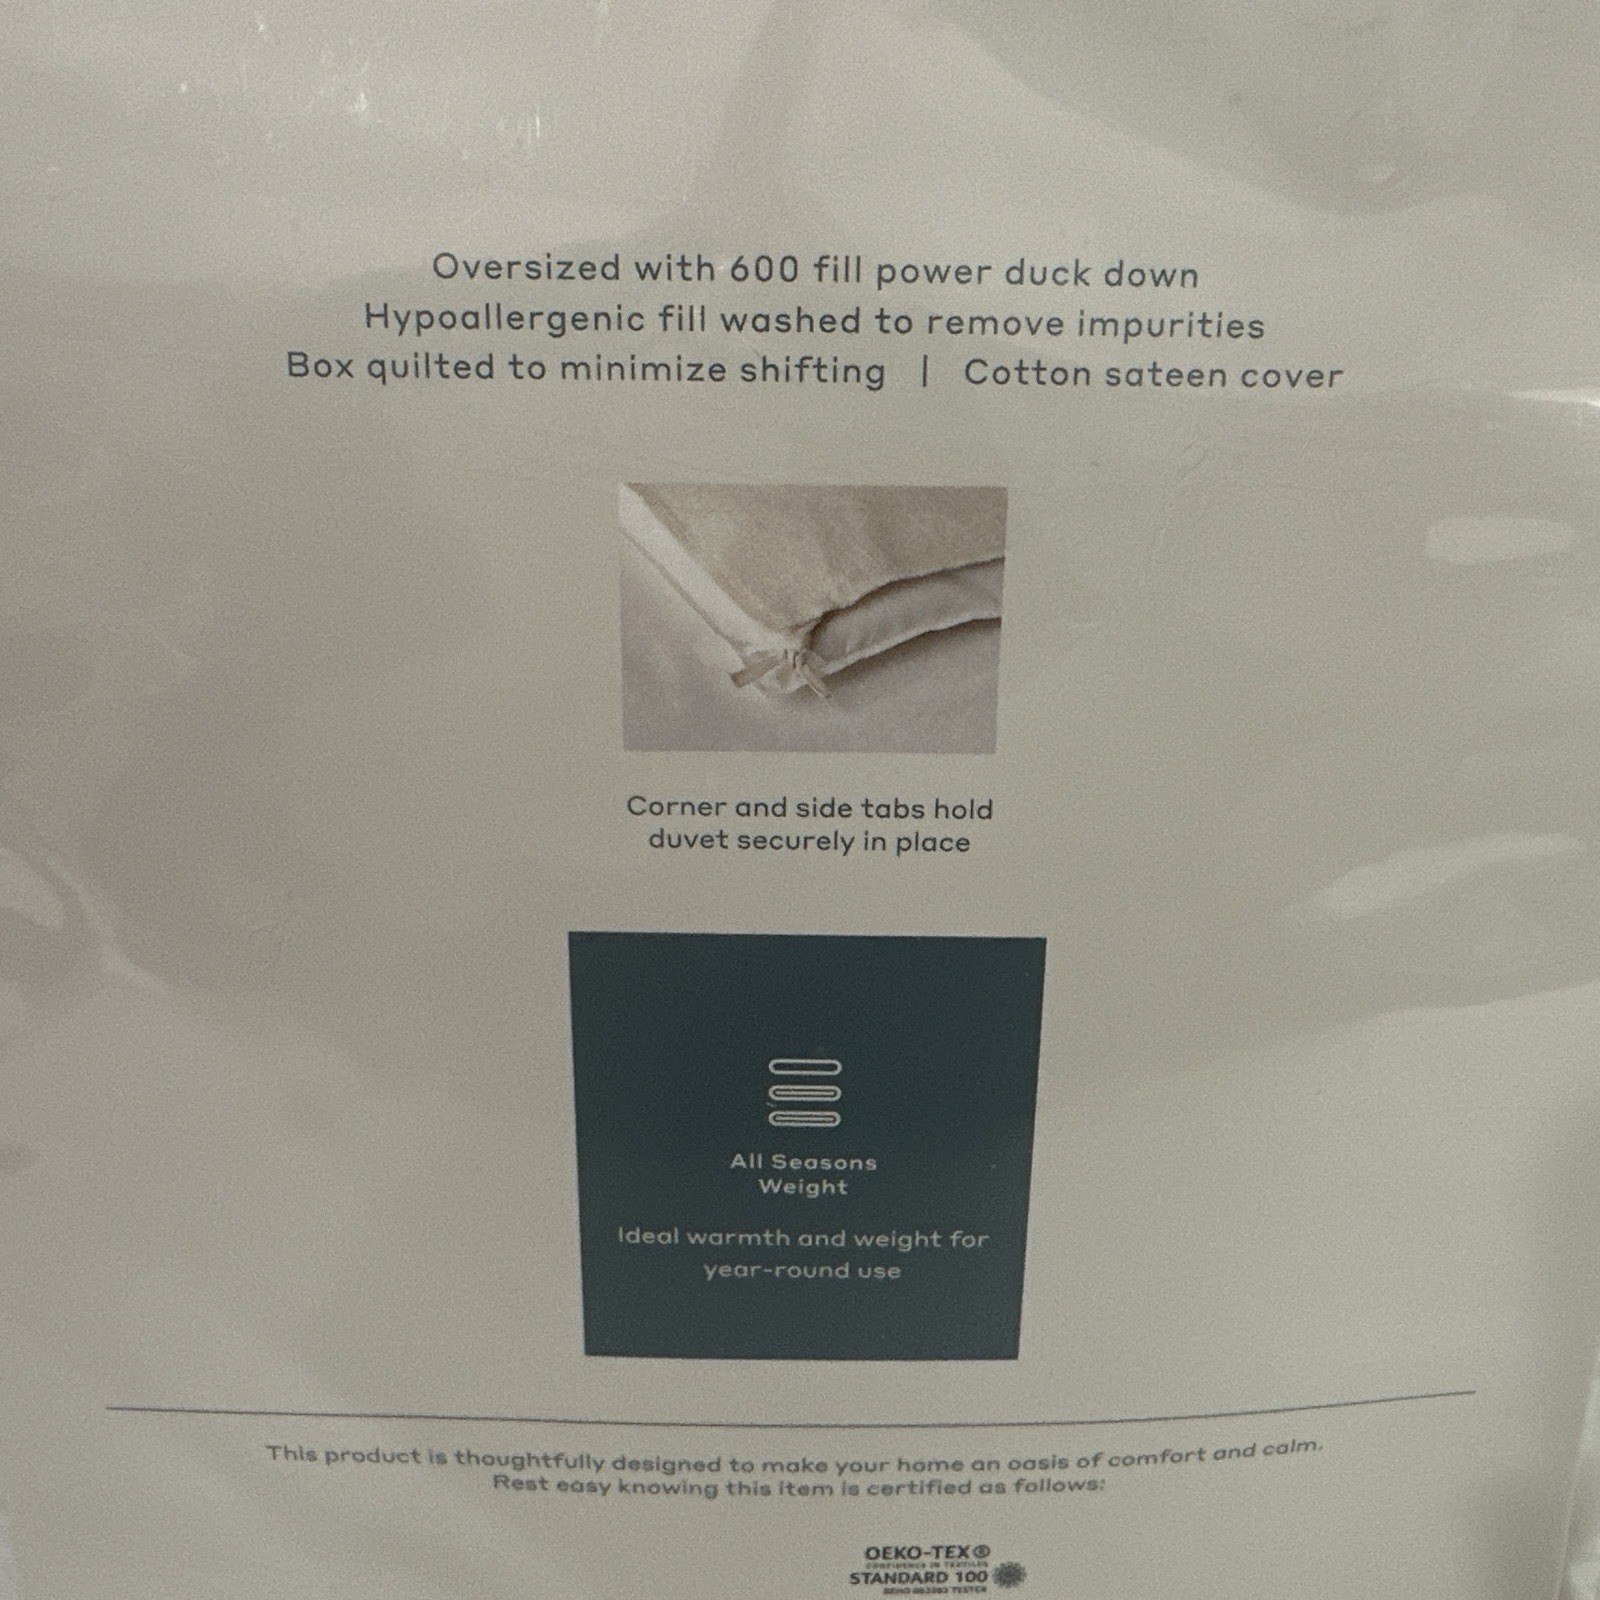 Oversized with 600 fill power duck down
Hypoallergenic fill washed to remove impurities
Box quilted to minimize shifting | Cotton sateen cover
Corner and side tabs hold
duvet securely in place
All Seasons
Weight
Ideal warmth and weight for
year-round use
This product is thoughtfully designed to make your home an oasis of comfort and calm.
Rest easy knowing this item is certified as follows:
OEKO-TEX®
CONFIDENCE IN TEXTILES
STANDARD 100